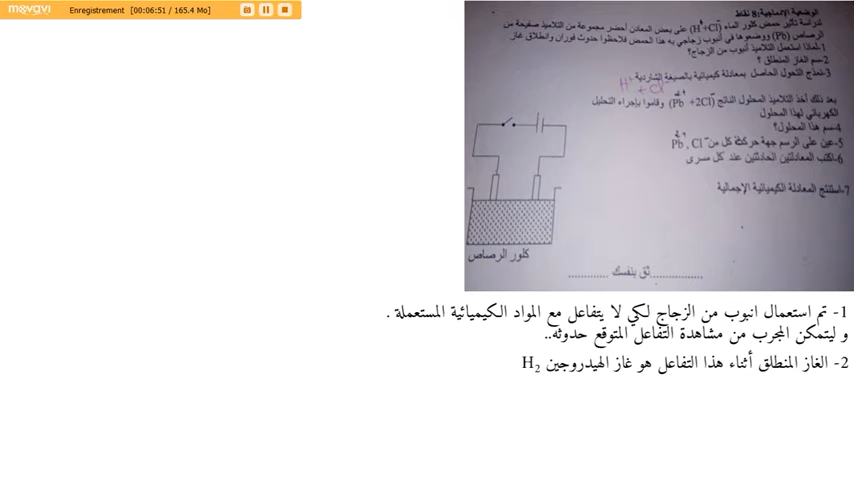 movavi
Enregistrement [00:06:51 / 165.4 Mo]
الوضعية الإدماجية: 8 نقاط
لدراسة تأثير حمض كلور الماء (H⁺+Cl⁻) على بعض المعادن أحضر مجموعة من التلاميذ صفيحة من
الرصاص (Pb) ووضعوها في أنبوب زجاجي به هذا الحمض فلاحظوا حدوث فوران وانطلاق غاز
1-لماذا استعمل التلاميذ أنبوب من الزجاج؟
2-سم الغاز المنطلق ؟
3-نمذج التحول الحاصل بمعادلة كيميائية بالصيغة الشاردية
H⁺ + Cl⁻
بعد ذلك أخذ التلاميذ المحلول الناتج (Pb²⁺+2Cl⁻) وقاموا بإجراء التحليل
الكهربائي لهذا المحلول
4-سم هذا المحلول؟
5-عين على الرسم جهة حركة كل من Pb²⁺, Cl⁻
6-اكتب المعادلتين الحادثتين عند كل مسرى
7-استنتج المعادلة الكيميائية الإجمالية
كلور الرصاص
...............ثق بنفسك ............
1- تم استعمال انبوب من الزجاج لكي لا يتفاعل مع المواد الكيميائية المستعملة .
و ليتمكن المجرب من مشاهدة التفاعل المتوقع حدوثه..
2- الغاز المنطلق أثناء هذا التفاعل هو غاز الهيدروجين H₂